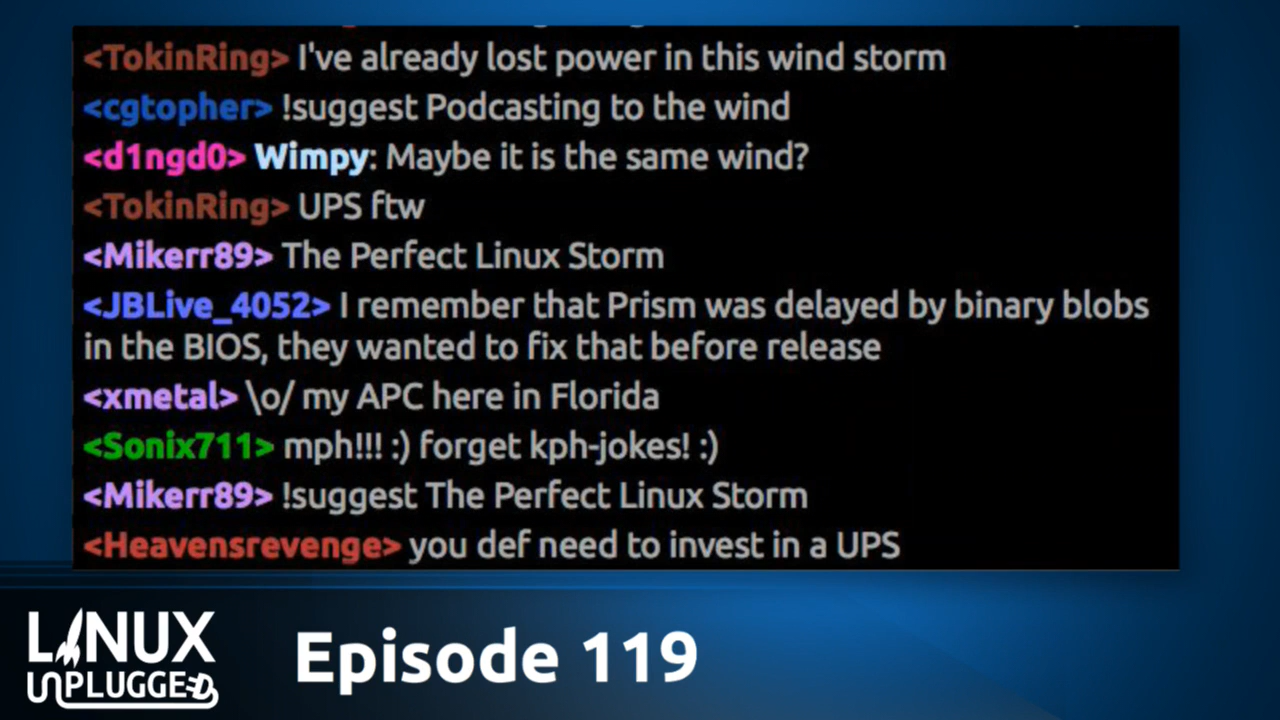 <TokinRing> I've already lost power in this wind storm
<cgtopher> !suggest Podcasting to the wind
<d1ngd0> Wimpy: Maybe it is the same wind?
<TokinRing> UPS ftw
<Mikerr89> The Perfect Linux Storm
<JBLive_4052> I remember that Prism was delayed by binary blobs
in the BIOS, they wanted to fix that before release
<xmetal> \o/ my APC here in Florida
<Sonix711> mph!!! :) forget kph-jokes! :)
<Mikerr89> !suggest The Perfect Linux Storm
<Heavensrevenge> you def need to invest in a UPS
LINUX
UNPLUGGED
Episode 119